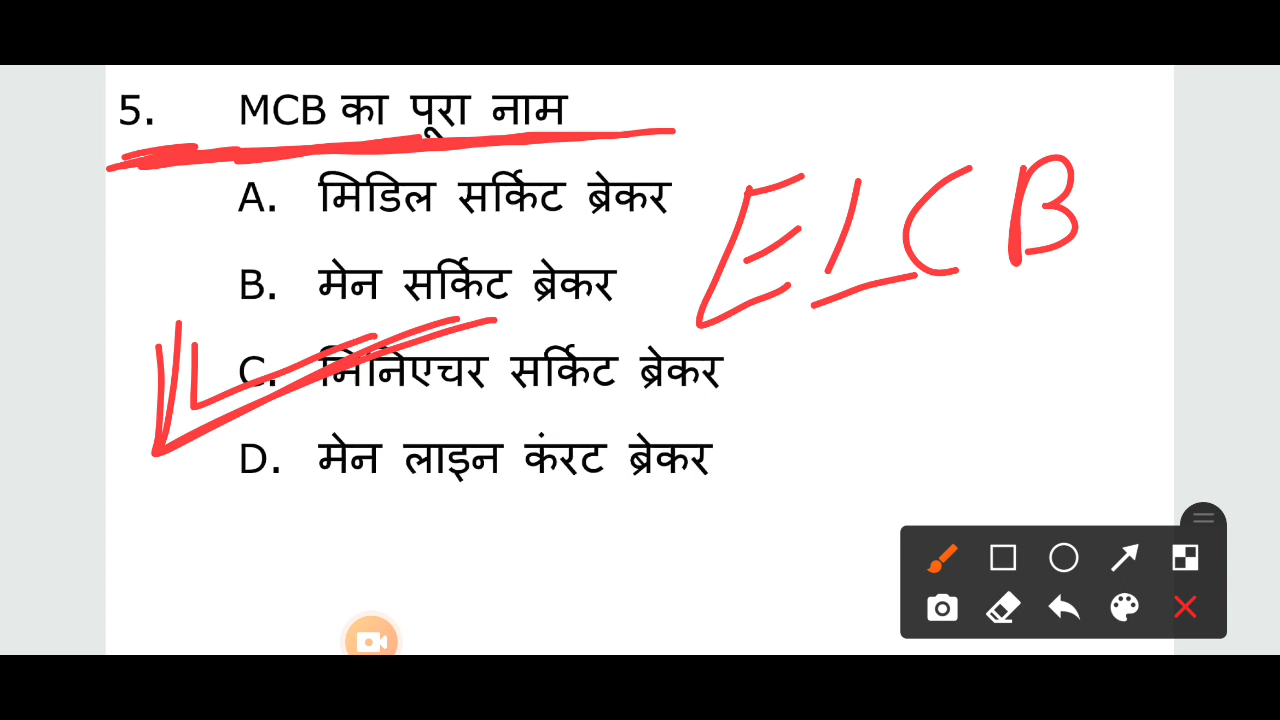 5. MCB का पूरा नाम
A. मिडिल सर्किट ब्रेकर
ELCB
B. मेन सर्किट ब्रेकर
C. मिनिएचर सर्किट ब्रेकर
D. मेन लाइन कंरट ब्रेकर